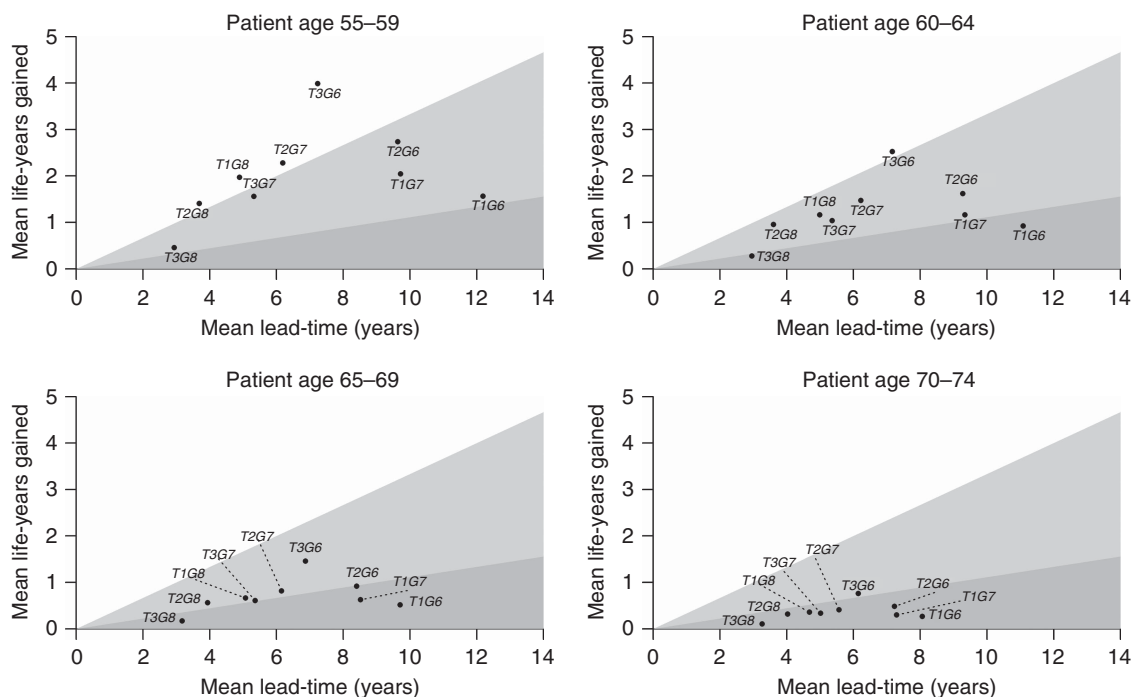 Patient age 55–59
Mean life-years gained
5
4
3
2
1
0
T3G6
T2G7
T1G8
T3G7
T2G8
T3G8
T2G6
T1G7
T1G6
0 2 4 6 8 10 12 14
Mean lead-time (years)
Patient age 60–64
Mean life-years gained
5
4
3
2
1
0
T3G6
T2G6
T1G8
T2G7
T3G7
T2G8
T3G8
T1G7
T1G6
0 2 4 6 8 10 12 14
Mean lead-time (years)
Patient age 65–69
Mean life-years gained
5
4
3
2
1
0
T2G7
T3G7
T3G6
T1G8
T2G6
T1G7
T2G8
T1G6
T3G8
0 2 4 6 8 10 12 14
Mean lead-time (years)
Patient age 70–74
Mean life-years gained
5
4
3
2
1
0
T2G7
T3G7
T1G8
T3G6
T2G6
T1G7
T2G8
T3G8
T1G6
0 2 4 6 8 10 12 14
Mean lead-time (years)